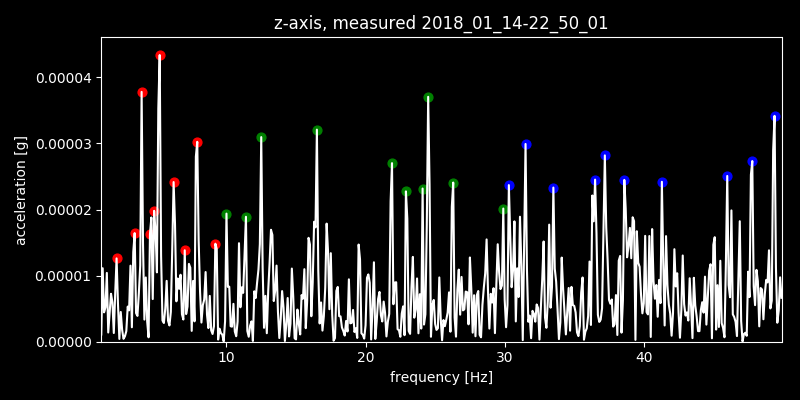 z-axis, measured 2018_01_14-22_50_01
acceleration [g]
0.00004
0.00003
0.00002
0.00001
0.00000
10 20 30 40
frequency [Hz]